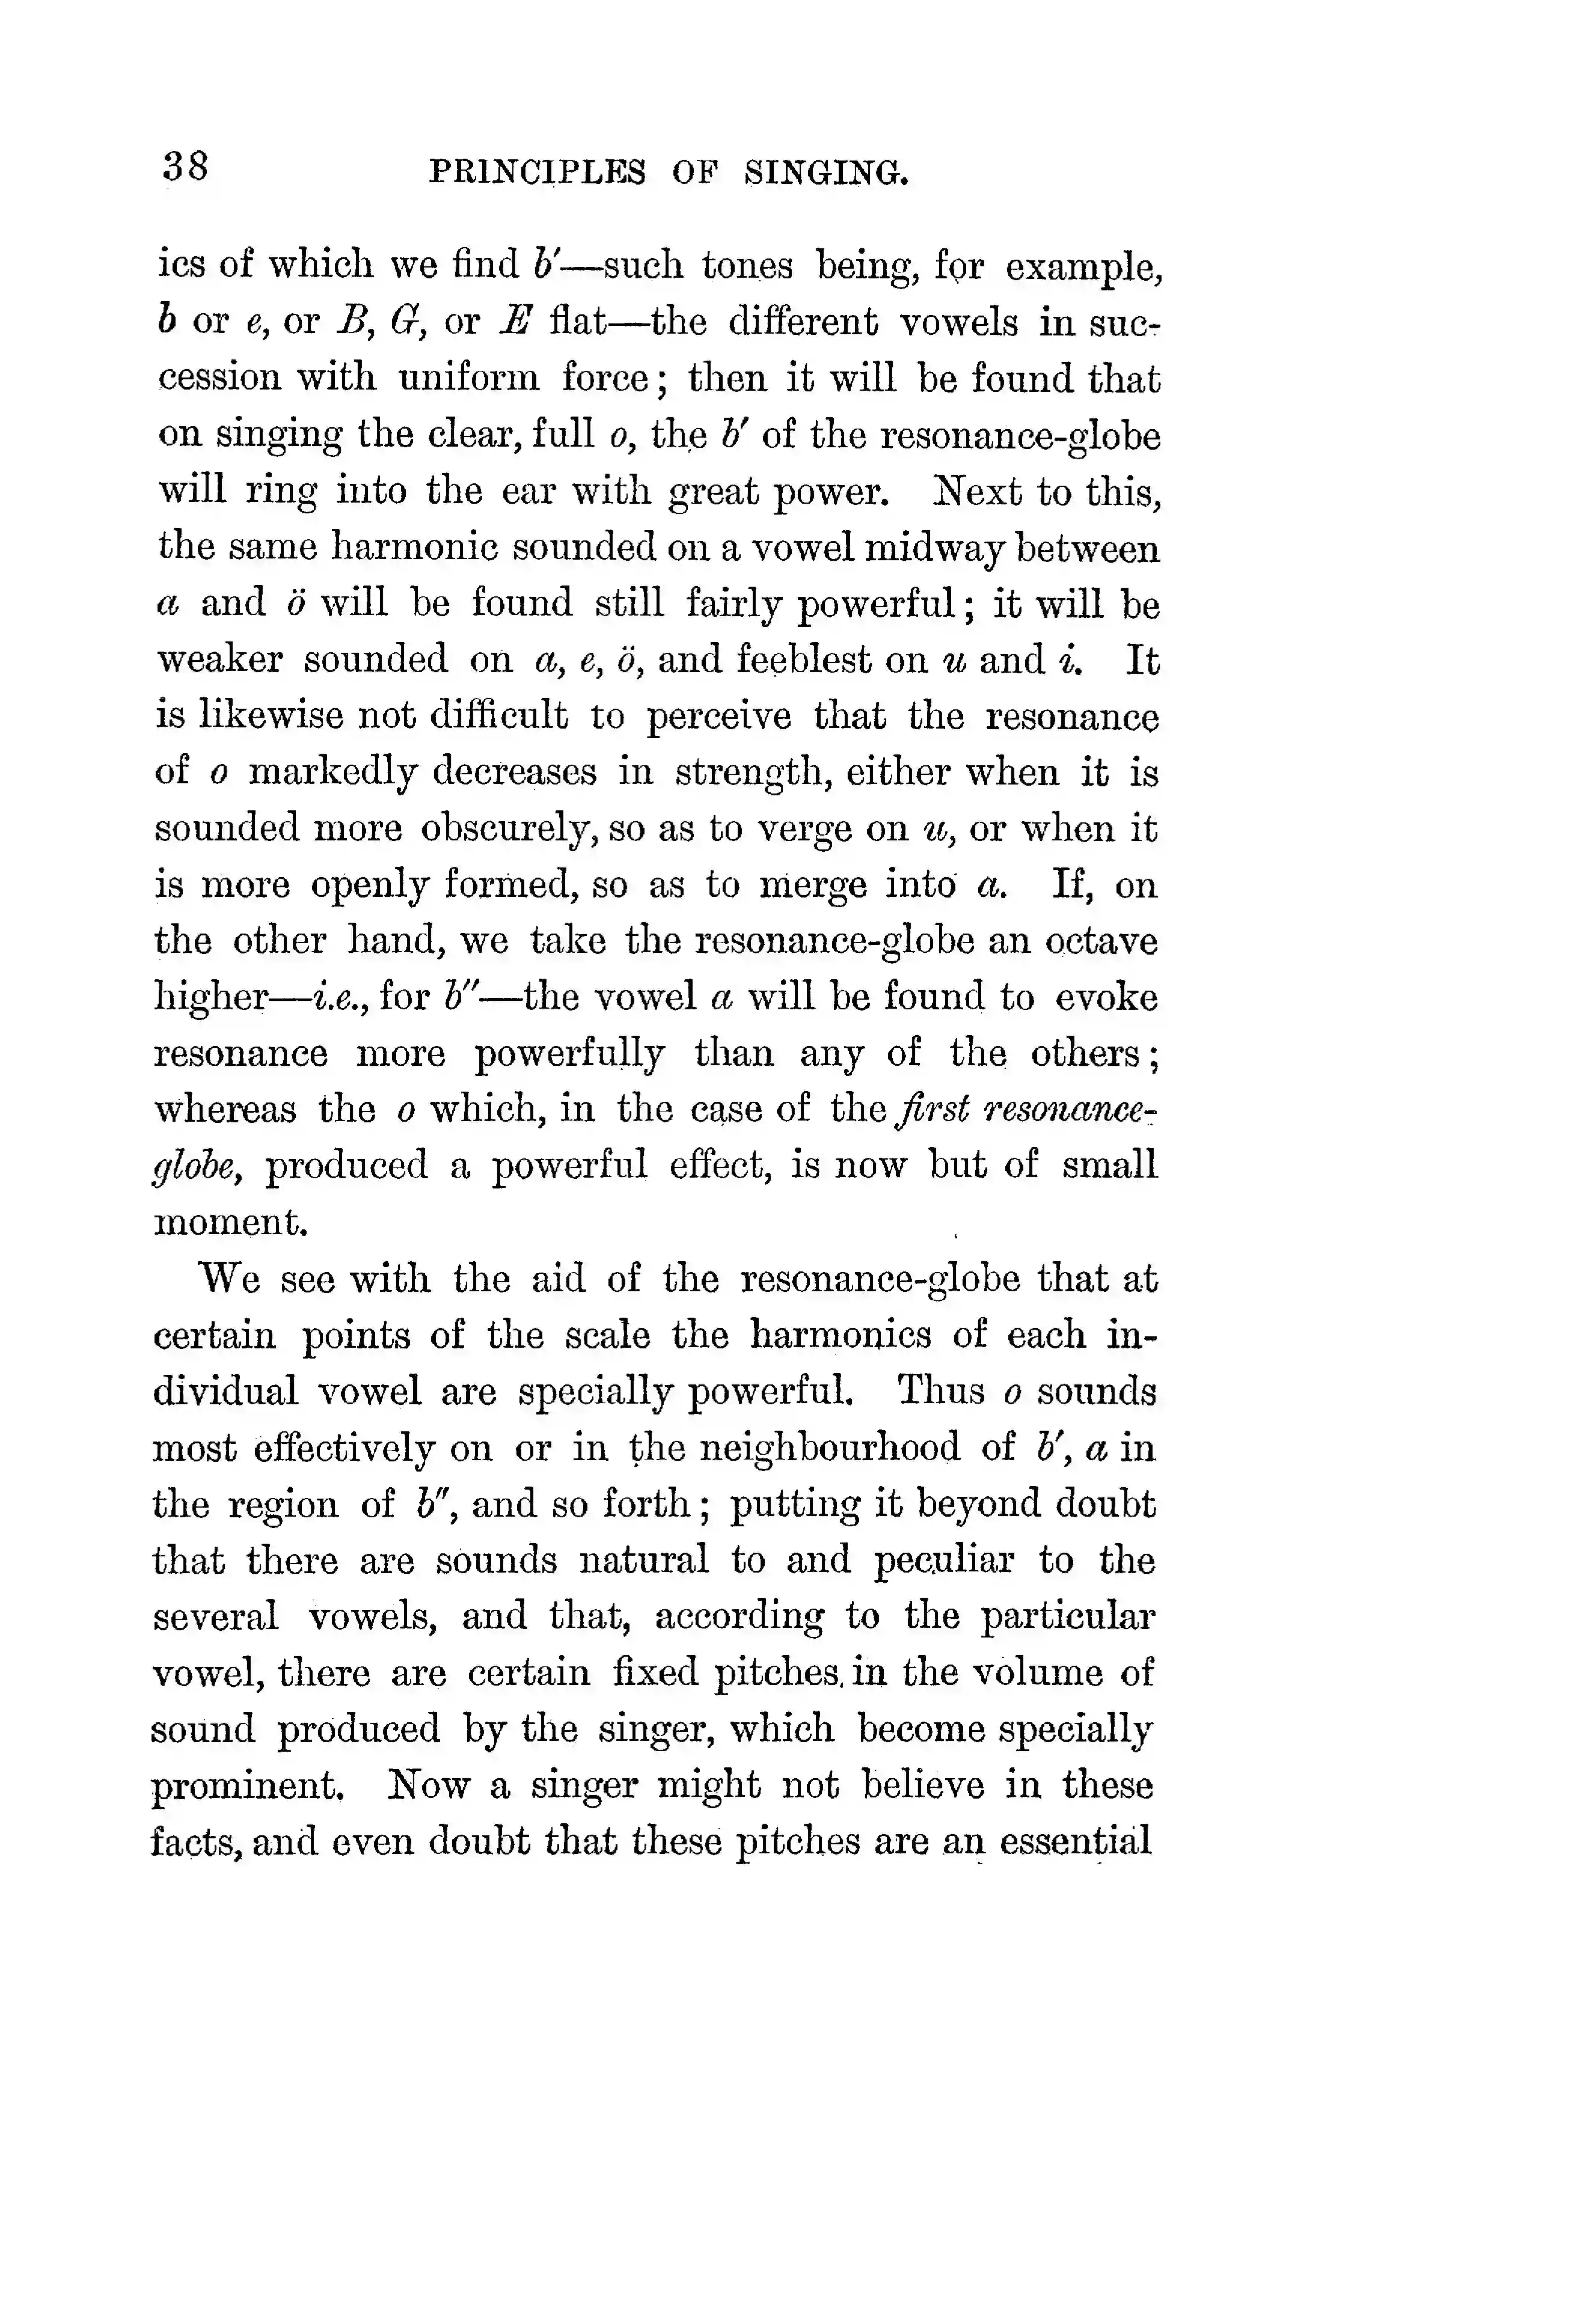 38 PRINCIPLES OF SINGING.
ics of which we find b′—such tones being, for example,
b or e, or B, G, or E flat—the different vowels in suc-
cession with uniform force; then it will be found that
on singing the clear, full o, the b′ of the resonance-globe
will ring into the ear with great power. Next to this,
the same harmonic sounded on a vowel midway between
a and ö will be found still fairly powerful; it will be
weaker sounded on a, e, ö, and feeblest on u and i. It
is likewise not difficult to perceive that the resonance
of o markedly decreases in strength, either when it is
sounded more obscurely, so as to verge on u, or when it
is more openly formed, so as to merge into a. If, on
the other hand, we take the resonance-globe an octave
higher—i.e., for b″—the vowel a will be found to evoke
resonance more powerfully than any of the others;
whereas the o which, in the case of the first resonance-
globe, produced a powerful effect, is now but of small
moment.
We see with the aid of the resonance-globe that at
certain points of the scale the harmonics of each in-
dividual vowel are specially powerful. Thus o sounds
most effectively on or in the neighbourhood of b′, a in
the region of b″, and so forth; putting it beyond doubt
that there are sounds natural to and peculiar to the
several vowels, and that, according to the particular
vowel, there are certain fixed pitches in the volume of
sound produced by the singer, which become specially
prominent. Now a singer might not believe in these
facts, and even doubt that these pitches are an essential